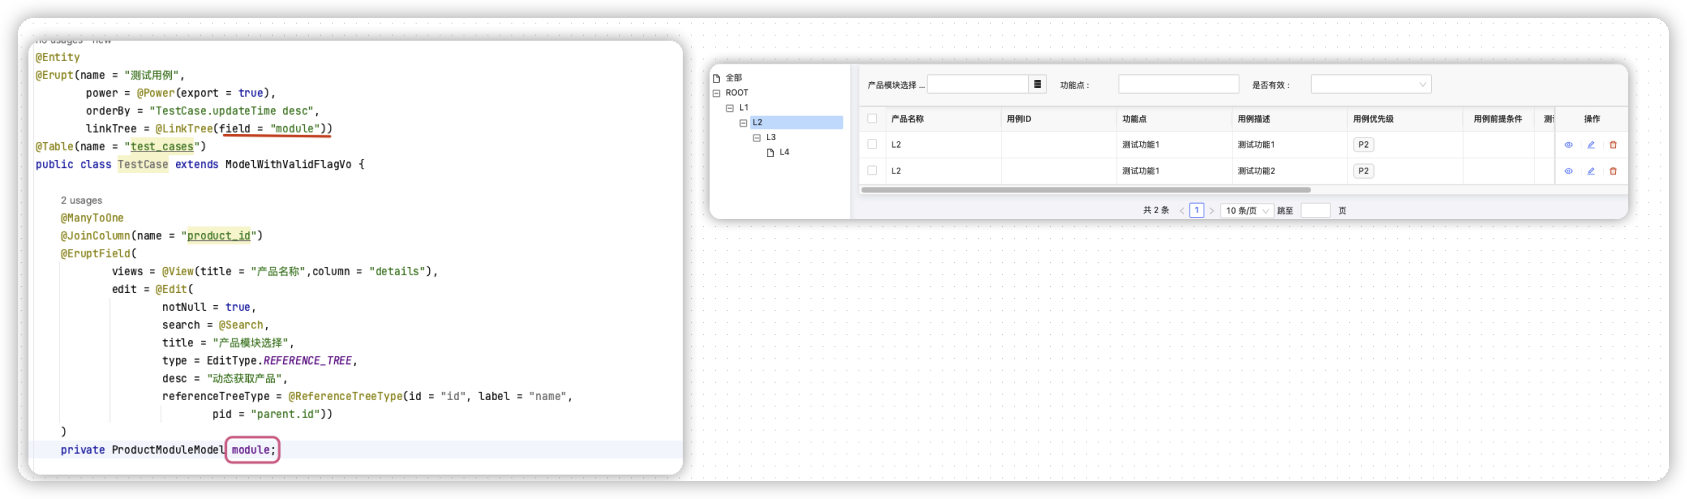 no usages   new
@Entity
@Erupt(name = "测试用例",
power = @Power(export = true),
orderBy = "TestCase.updateTime desc",
linkTree = @LinkTree(field = "module"))
@Table(name = "test_cases")
public class TestCase extends ModelWithValidFlagVo {
2 usages
@ManyToOne
@JoinColumn(name = "product_id")
@EruptField(
views = @View(title = "产品名称",column = "details"),
edit = @Edit(
notNull = true,
search = @Search,
title = "产品模块选择",
type = EditType.REFERENCE_TREE,
desc = "动态获取产品",
referenceTreeType = @ReferenceTreeType(id = "id", label = "name",
pid = "parent.id"))
)
private ProductModuleModel module;
全部
ROOT
L1
L2
L3
L4
产品模块选择 ... 功能点 : 是否有效 :
产品名称 用例ID 功能点 用例描述 用例优先级 用例前提条件 操作
L2 测试功能1 测试功能1 P2
L2 测试功能1 测试功能2 P2
共 2 条 < 1 > 10 条/页 跳至 页